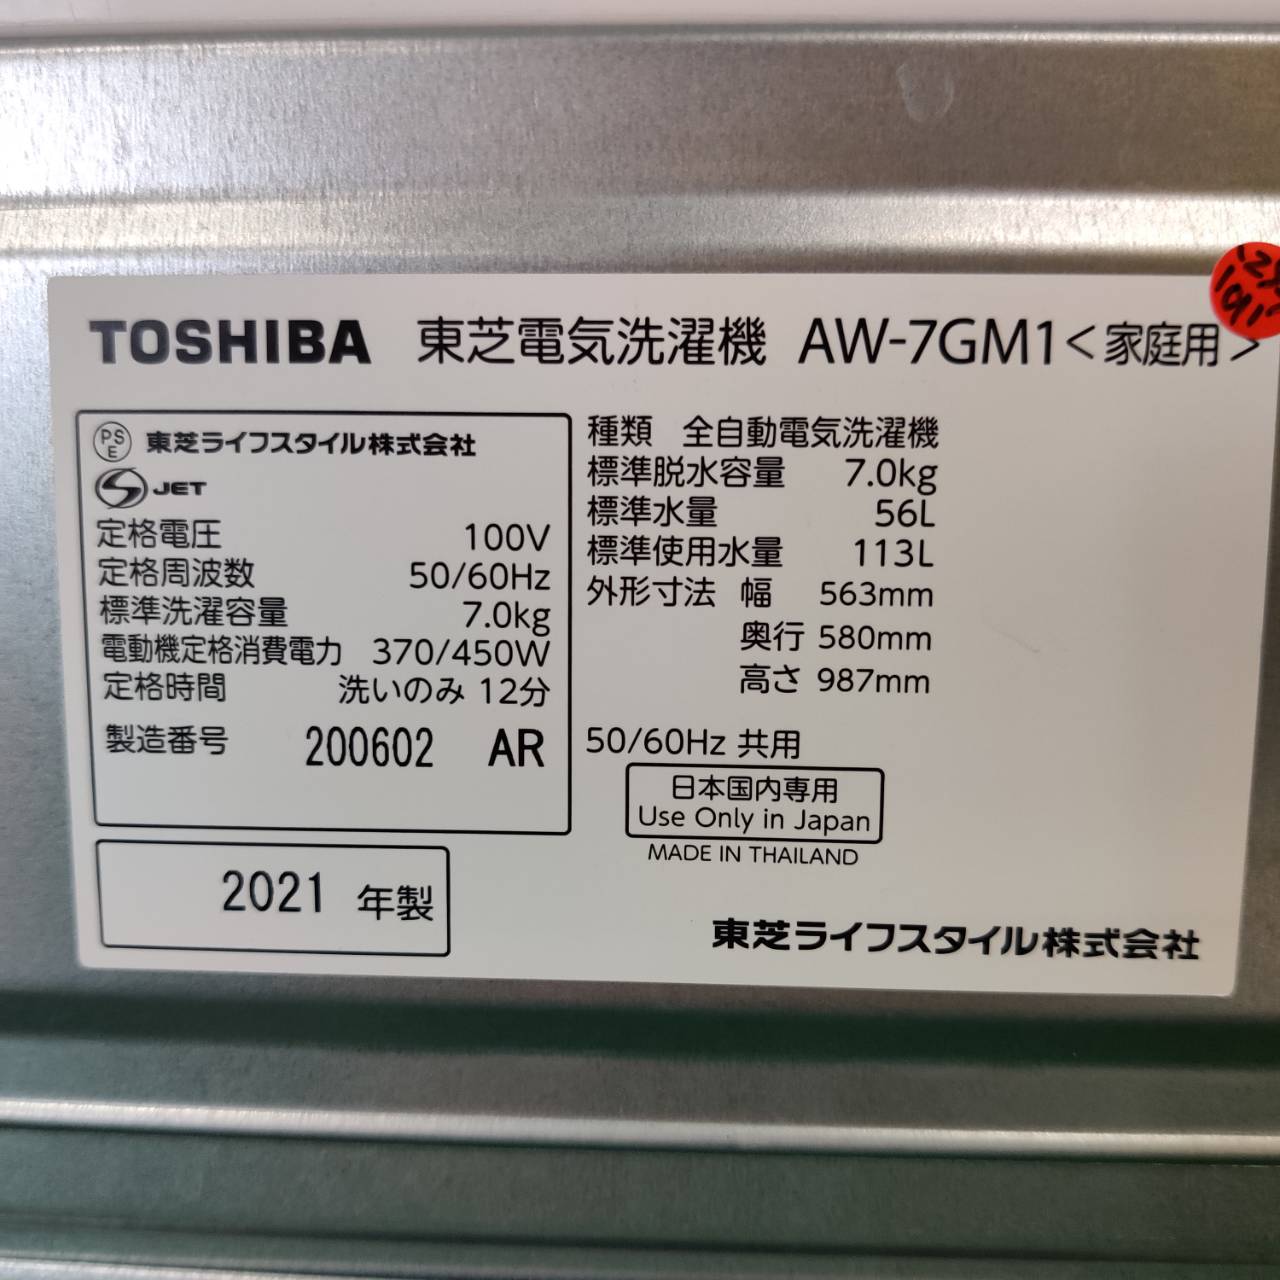 TOSHIBA 東芝電気洗濯機 AW-7GM1<家庭用>
PSE 東芝ライフスタイル株式会社
S JET
定格電圧 100V
定格周波数 50/60Hz
標準洗濯容量 7.0kg
電動機定格消費電力 370/450W
定格時間 洗いのみ 12分
製造番号 200602 AR
2021 年製
種類 全自動電気洗濯機
標準脱水容量 7.0kg
標準水量 56L
標準使用水量 113L
外形寸法 幅 563mm
奥行 580mm
高さ 987mm
50/60Hz 共用
日本国内専用
Use Only in Japan
MADE IN THAILAND
東芝ライフスタイル株式会社